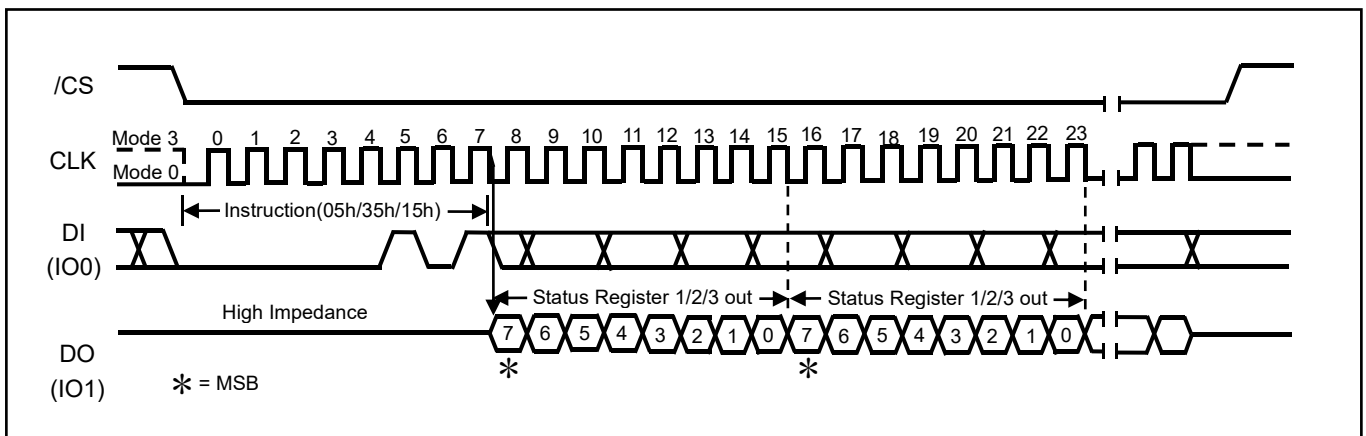 /CS
Mode 3 0 1 2 3 4 5 6 7 8 9 10 11 12 13 14 15 16 17 18 19 20 21 22 23
CLK
Mode 0
Instruction(05h/35h/15h)
DI
(IO0)
Status Register 1/2/3 out Status Register 1/2/3 out
High Impedance
7 6 5 4 3 2 1 0 7 6 5 4 3 2 1 0
DO
(IO1)
* *
* = MSB